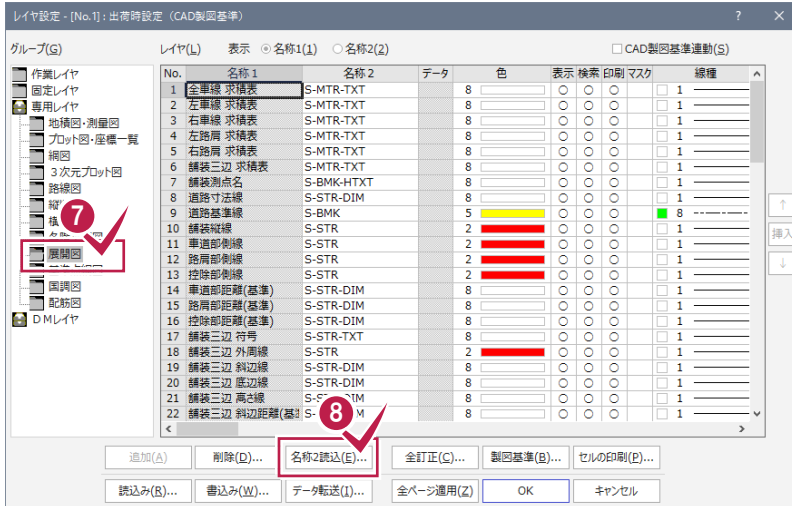 レイヤ設定 - [No.1] : 出荷時設定（CAD製図基準） ? ×
グループ(G)
レイヤ(L) 表示 名称1(1) 名称2(2) CAD製図基準連動(S)
作業レイヤ
固定レイヤ
専用レイヤ
地積図・測量図
プロット図・座標一覧
網図
3次元プロット図
路線図
縦
横
7
展開図
国調図
配筋図
DMレイヤ
No. 名称1 名称2 データ 色 表示 検索 印刷 マスク 線種
1 全車線 求積表 S-MTR-TXT 8 ○ ○ ○ 1
2 左車線 求積表 S-MTR-TXT 8 ○ ○ ○ 1
3 右車線 求積表 S-MTR-TXT 8 ○ ○ ○ 1
4 左路肩 求積表 S-MTR-TXT 8 ○ ○ ○ 1
5 右路肩 求積表 S-MTR-TXT 8 ○ ○ ○ 1
6 舗装三辺 求積表 S-MTR-TXT 8 ○ ○ ○ 1
7 舗装測点名 S-BMK-HTXT 8 ○ ○ ○ 1
8 道路寸法線 S-STR-DIM 8 ○ ○ ○ 1
9 道路基準線 S-BMK 5 ○ ○ ○ 8
10 舗装縦線 S-STR 2 ○ ○ ○ 1
11 車道部側線 S-STR 2 ○ ○ ○ 1
12 路肩部側線 S-STR 2 ○ ○ ○ 1
13 控除部側線 S-STR 2 ○ ○ ○ 1
14 車道部距離(基準) S-STR-DIM 8 ○ ○ ○ 1
15 路肩部距離(基準) S-STR-DIM 8 ○ ○ ○ 1
16 控除部距離(基準) S-STR-DIM 8 ○ ○ ○ 1
17 舗装三辺 符号 S-STR-TXT 8 ○ ○ ○ 1
18 舗装三辺 外周線 S-STR 2 ○ ○ ○ 1
19 舗装三辺 斜辺線 S-STR-DIM 8 ○ ○ ○ 1
20 舗装三辺 底辺線 S-STR-DIM 8 ○ ○ ○ 1
21 舗装三辺 高さ線 S-STR-DIM 8 ○ ○ ○ 1
22 舗装三辺 斜辺距離(基準 S- M 8 ○ ○ ○ 1
8
↑
挿入
↓
追加(A) 削除(D)... 名称2読込(E)... 全訂正(C)... 製図基準(B)... セルの印刷(P)...
読込み(R)... 書込み(W)... データ転送(I)... 全ページ適用(Z) OK キャンセル